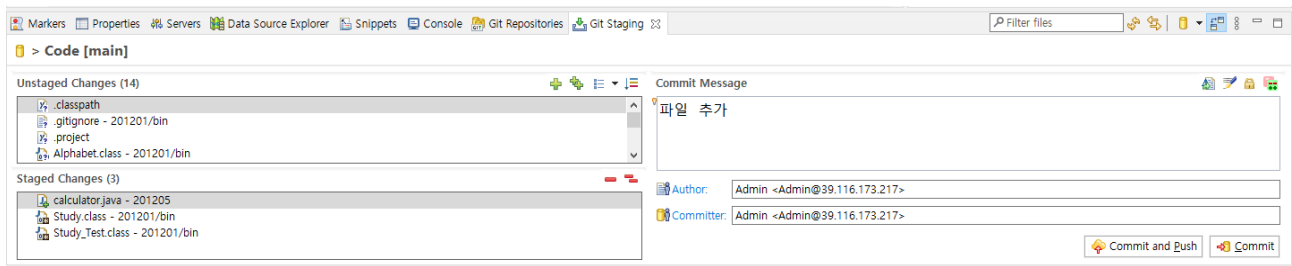 Markers Properties Servers Data Source Explorer Snippets Console Git Repositories Git Staging Filter files
> Code [main]
Unstaged Changes (14)
.classpath
.gitignore - 201201/bin
.project
Alphabet.class - 201201/bin
Staged Changes (3)
calculator.java - 201205
Study.class - 201201/bin
Study_Test.class - 201201/bin
Commit Message
파일 추가
Author: Admin <Admin@39.116.173.217>
Committer: Admin <Admin@39.116.173.217>
Commit and Push Commit